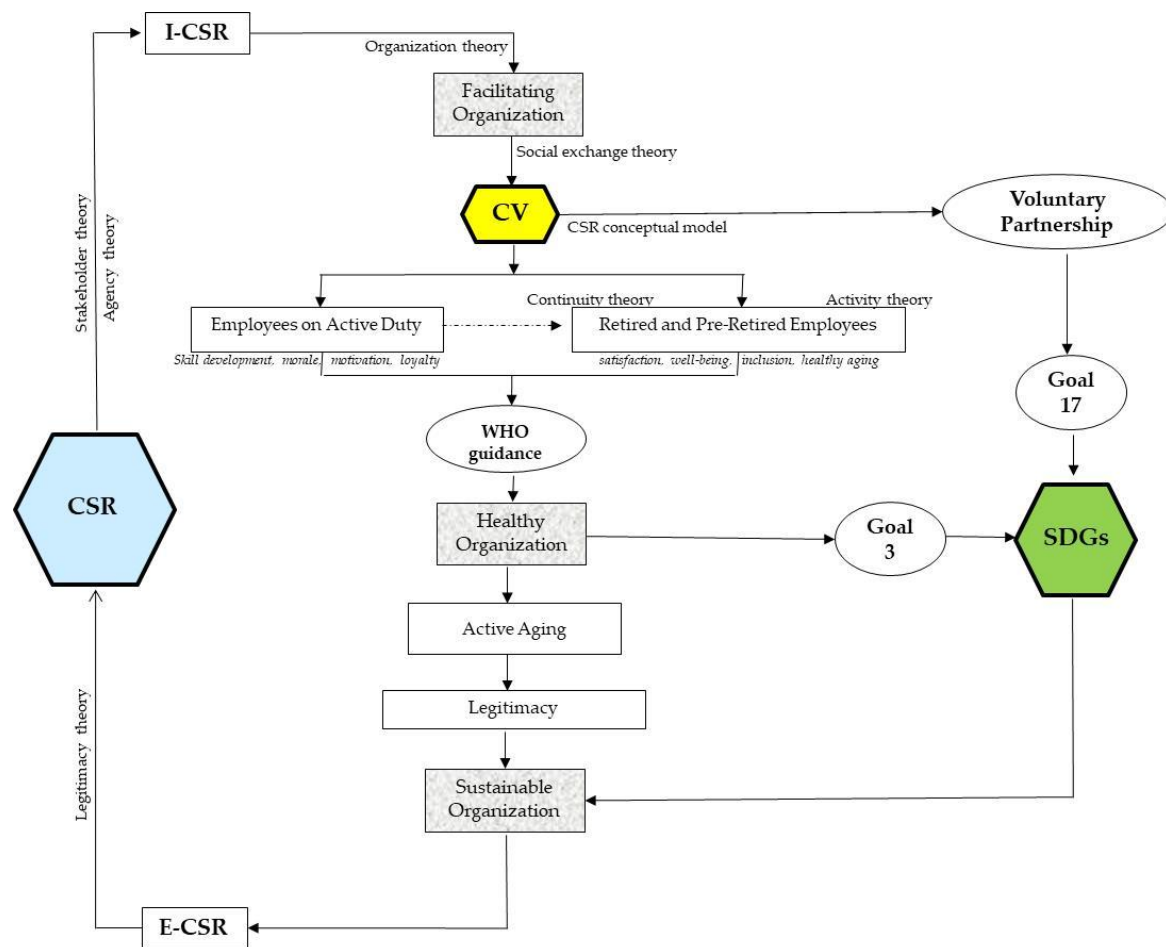 I-CSR
Organization theory
Facilitating
Organization
Social exchange theory
CV
CSR conceptual model
Voluntary
Partnership
Stakeholder theory
Agency theory
Continuity theory
Activity theory
Employees on Active Duty
Retired and Pre-Retired Employees
Skill development, morale, motivation, loyalty
satisfaction, well-being, inclusion, healthy aging
Goal
17
WHO
guidance
CSR
Healthy
Organization
Goal
3
SDGs
Active Aging
Legitimacy
Legitimacy theory
Sustainable
Organization
E-CSR